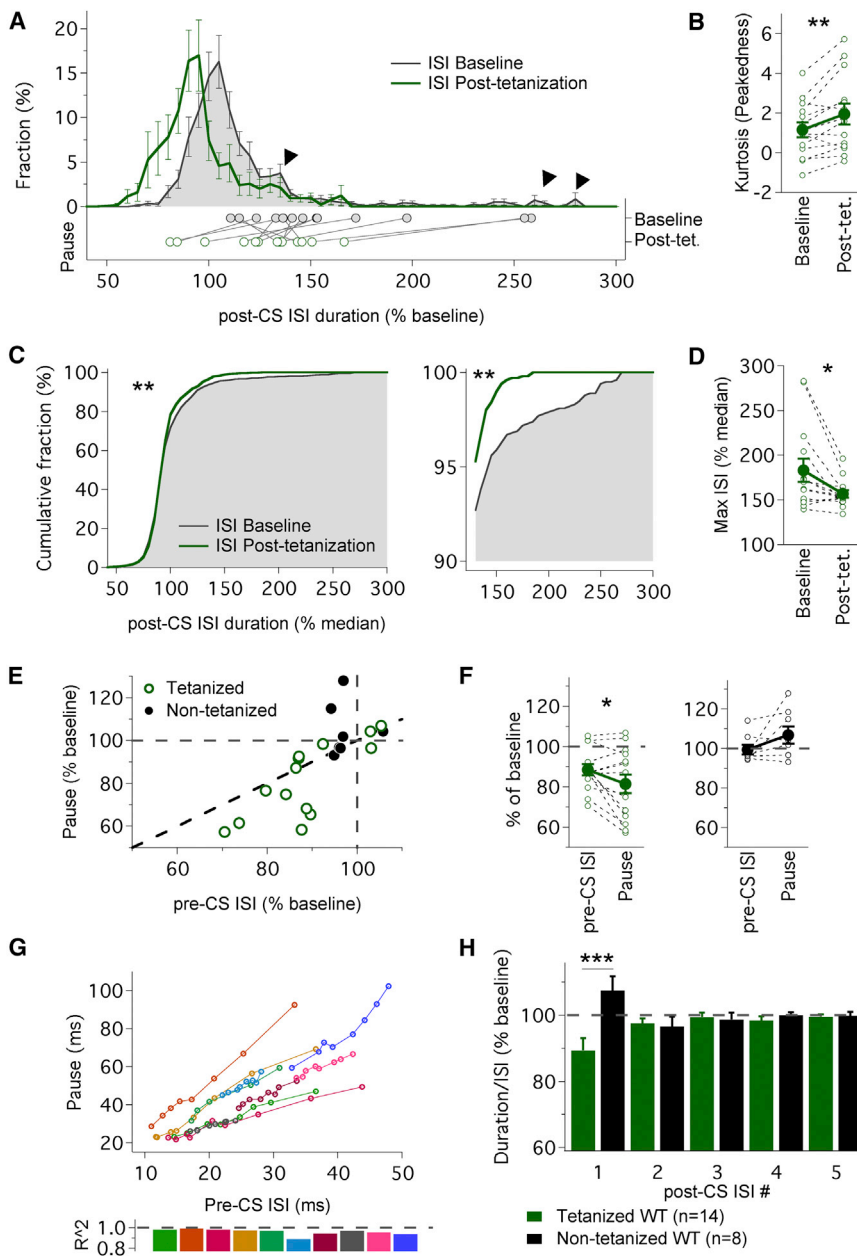 A
20
15
10
5
0
Fraction (%)
ISI Baseline
ISI Post-tetanization
Pause
Baseline
Post-tet.
50 100 150 200 250 300
post-CS ISI duration (% baseline)
B
**
6
4
2
0
-2
Kurtosis (Peakedness)
Baseline
Post-tet.
C
100
80
60
40
20
0
Cumulative fraction (%)
**
ISI Baseline
ISI Post-tetanization
50 100 150 200 250 300
post-CS ISI duration (% median)
100
95
90
**
150 200 250 300
D
300
250
200
150
100
Max ISI (% median)
*
Baseline
Post-tet.
E
120
100
80
60
Pause (% baseline)
Tetanized
Non-tetanized
60 80 100
pre-CS ISI (% baseline)
F
120
100
80
60
% of baseline
*
pre-CS ISI
Pause
120
100
80
60
pre-CS ISI
Pause
G
100
80
60
40
20
Pause (ms)
10 20 30 40 50
Pre-CS ISI (ms)
R^2
1.0
0.8
H
100
80
60
Duration/ISI (% baseline)
***
1 2 3 4 5
post-CS ISI #
Tetanized WT (n=14)
Non-tetanized WT (n=8)